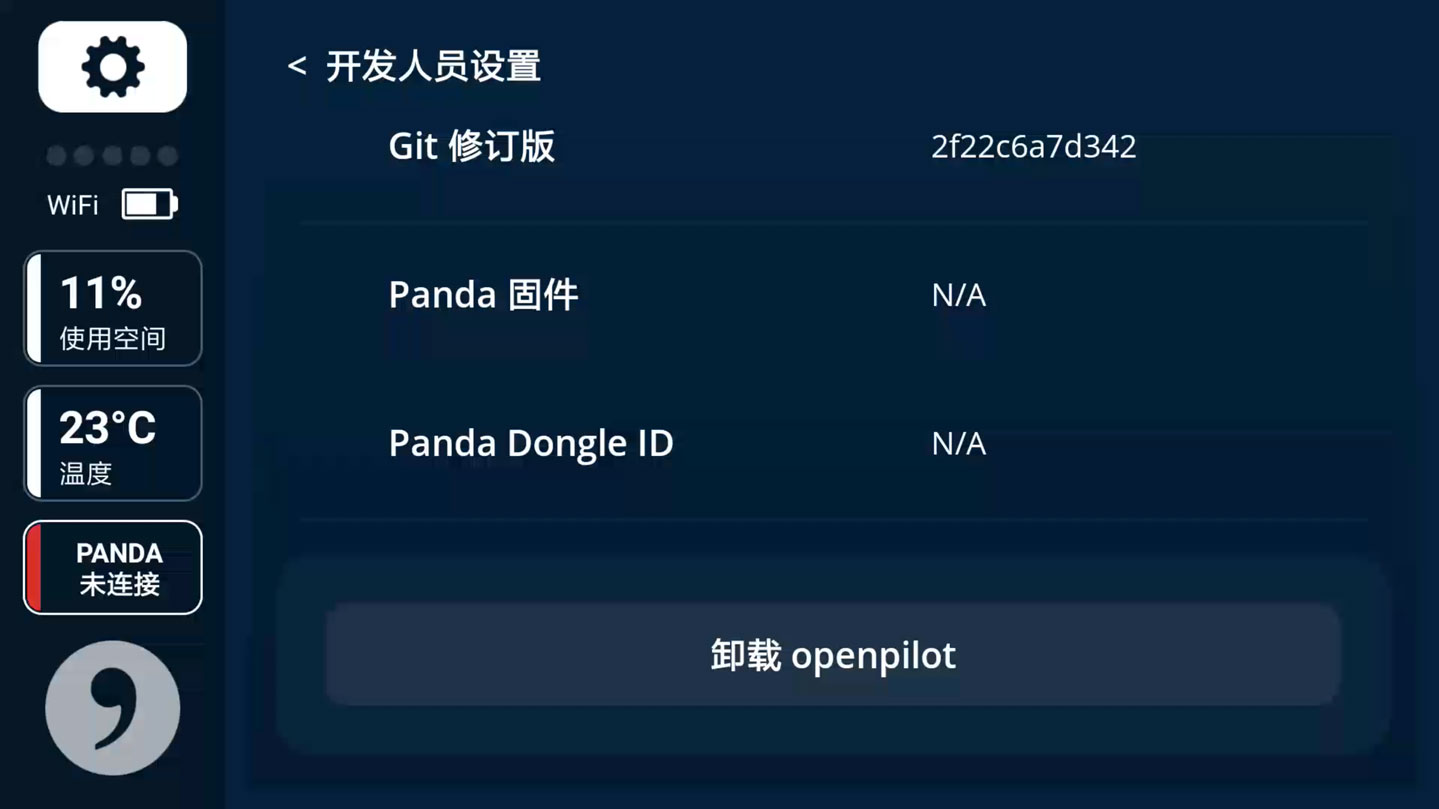 < 开发人员设置
Git 修订版 2f22c6a7d342
WiFi
11%
使用空间
Panda 固件 N/A
23°C
温度
Panda Dongle ID N/A
PANDA
未连接
卸载 openpilot